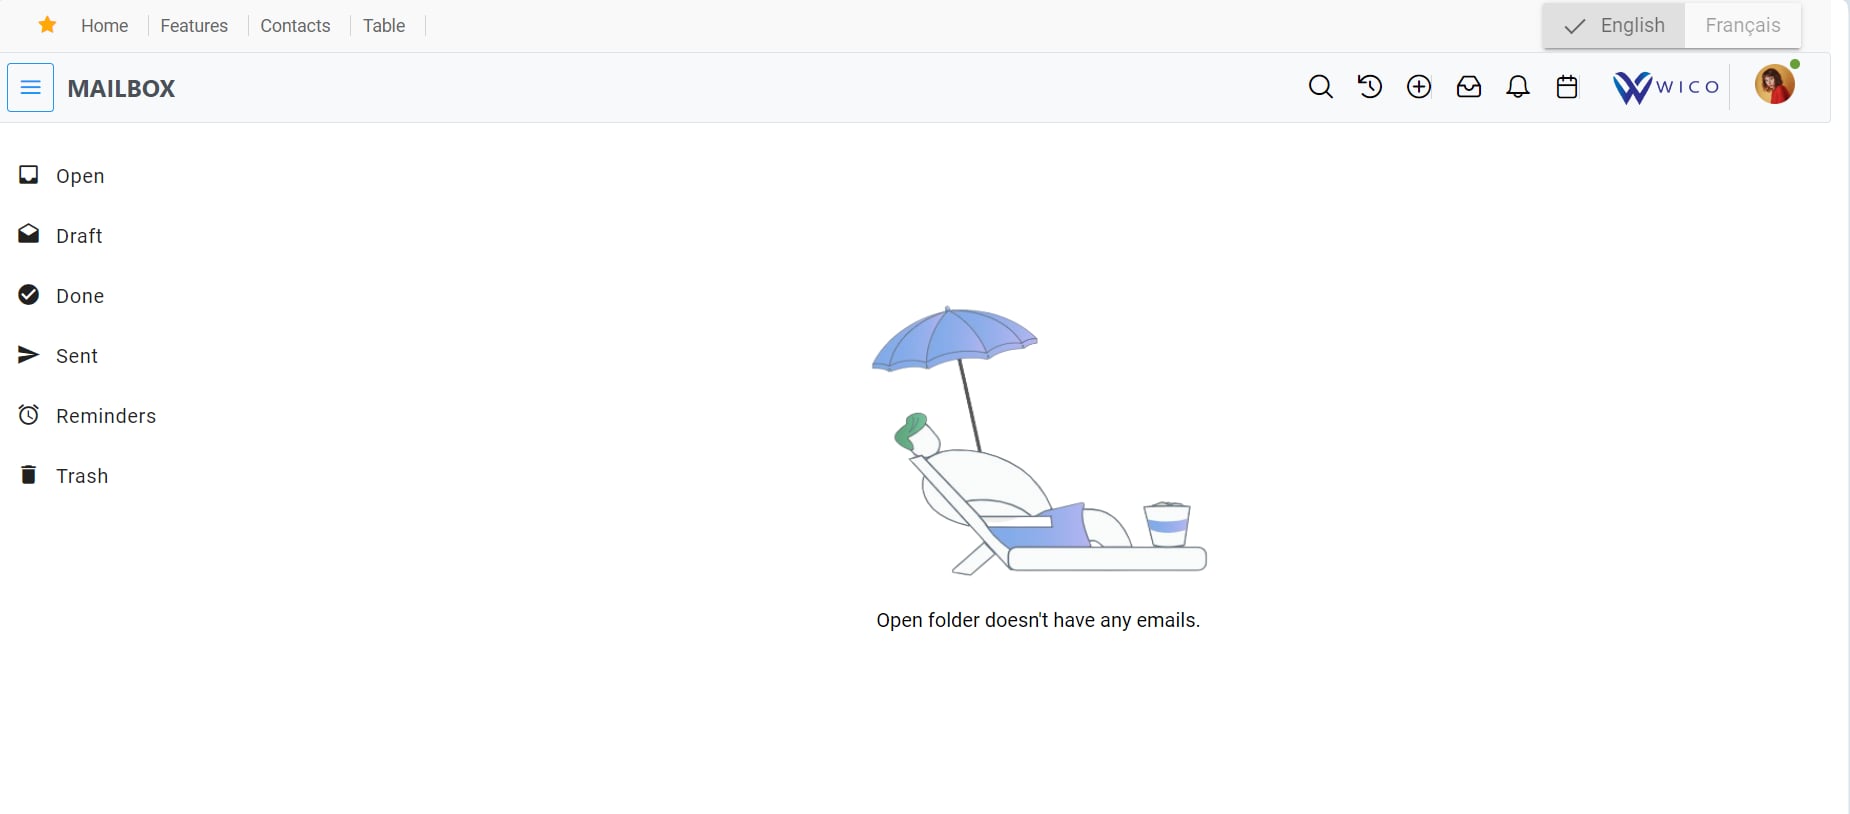 Home Features Contacts Table English Français
MAILBOX WICO
Open
Draft
Done
Sent
Reminders
Trash
Open folder doesn't have any emails.